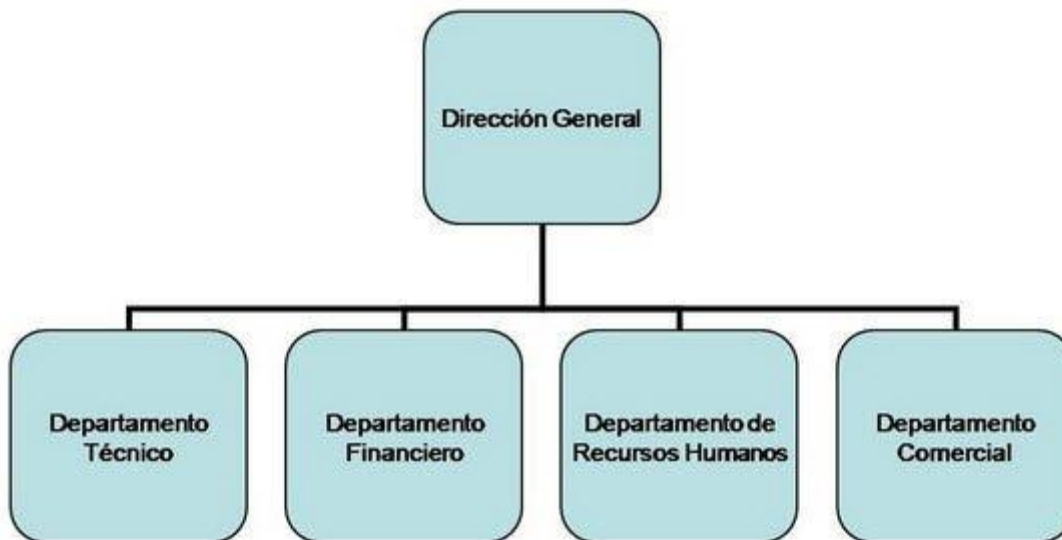 Dirección General
Departamento
Técnico
Departamento
Financiero
Departamento de
Recursos Humanos
Departamento
Comercial